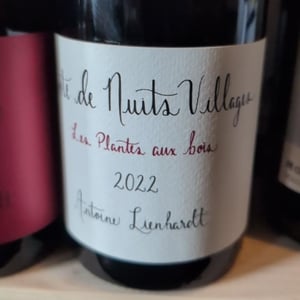 de Nuits Villages
Les Plantes aux bois
2022
Antoine Lienhardt